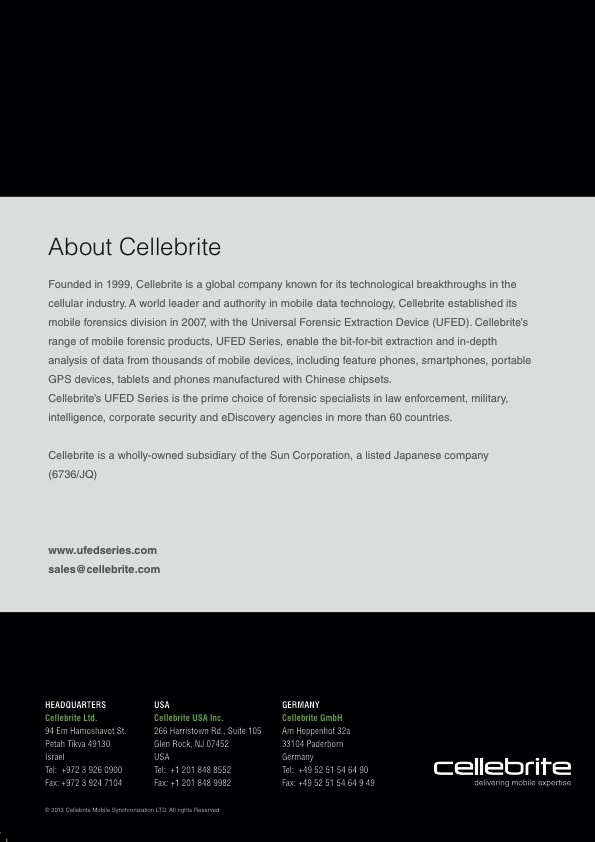 About Cellebrite
Founded in 1999, Cellebrite is a global company known for its technological breakthroughs in the
cellular industry. A world leader and authority in mobile data technology, Cellebrite established its
mobile forensics division in 2007, with the Universal Forensic Extraction Device (UFED). Cellebrite's
range of mobile forensic products, UFED Series, enable the bit-for-bit extraction and in-depth
analysis of data from thousands of mobile devices, including feature phones, smartphones, portable
GPS devices, tablets and phones manufactured with Chinese chipsets.
Cellebrite's UFED Series is the prime choice of forensic specialists in law enforcement, military,
intelligence, corporate security and eDiscovery agencies in more than 60 countries.
Cellebrite is a wholly-owned subsidiary of the Sun Corporation, a listed Japanese company
(6736/JQ)
www.ufedseries.com
sales@cellebrite.com
HEADQUARTERS
Cellebrite Ltd.
94 Em Hamoshavot St.
Petah Tikva 49130
Israel
Tel: +972 3 926 0900
Fax: +972 3 924 7104
USA
Cellebrite USA Inc.
266 Harristown Rd., Suite 105
Glen Rock, NJ 07452
USA
Tel: +1 201 848 8552
Fax: +1 201 848 9982
GERMANY
Cellebrite GmbH
Am Hoppenhof 32a
33104 Paderborn
Germany
Tel: +49 52 51 54 64 90
Fax: +49 52 51 54 64 9 49
cellebrite
delivering mobile expertise
© 2013 Cellebrite Mobile Synchronization LTD, All rights Reserved